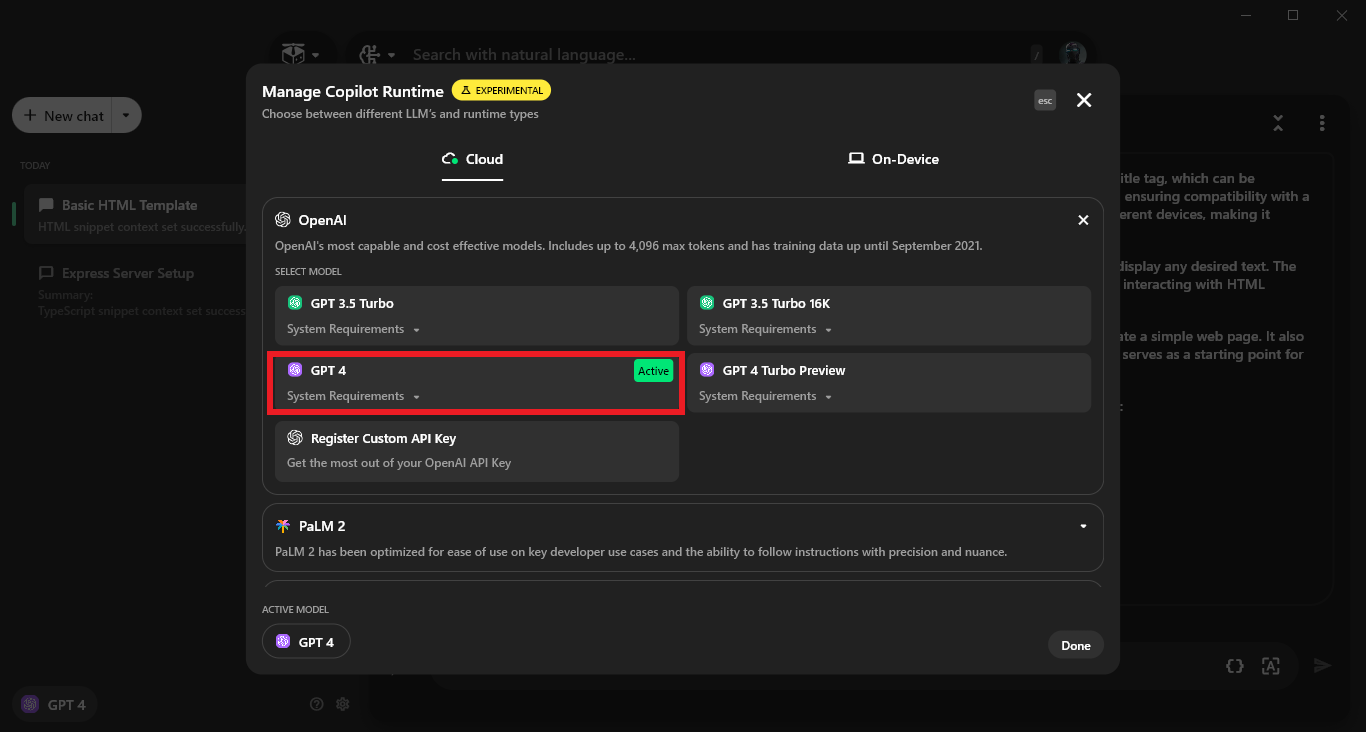 Search with natural language...
/
Manage Copilot Runtime
EXPERIMENTAL
esc
Choose between different LLM's and runtime types
New chat
Cloud
On-Device
TODAY
Basic HTML Template
HTML snippet context set successfully.
Express Server Setup
Summary:
TypeScript snippet context set success
OpenAI
OpenAI's most capable and cost effective models. Includes up to 4,096 max tokens and has training data up until September 2021.
SELECT MODEL
GPT 3.5 Turbo
System Requirements
GPT 3.5 Turbo 16K
System Requirements
GPT 4
Active
System Requirements
GPT 4 Turbo Preview
System Requirements
Register Custom API Key
Get the most out of your OpenAI API Key
PaLM 2
PaLM 2 has been optimized for ease of use on key developer use cases and the ability to follow instructions with precision and nuance.
ACTIVE MODEL
GPT 4
Done
tag, which can be
ensuring compatibility with a
devices, making it
display any desired text. The
interacting with HTML
a simple web page. It also
serves as a starting point for
GPT 4